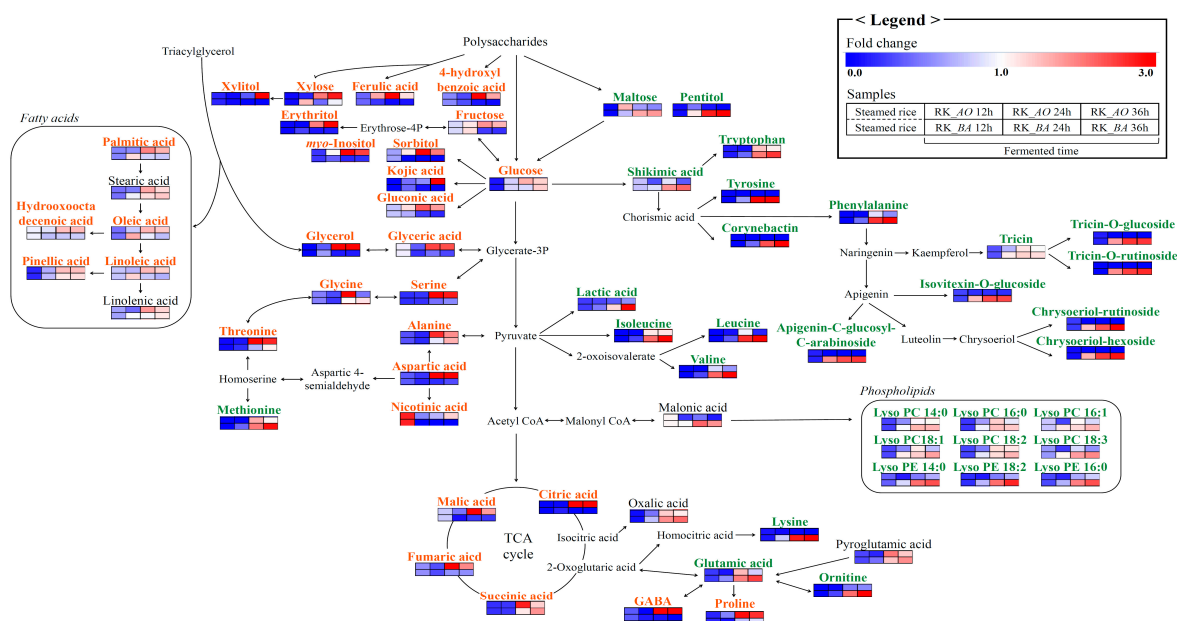 < Legend >
Fold change
0.0 1.0 3.0
Samples
Steamed rice RK_AO 12h RK_AO 24h RK_AO 36h
Steamed rice RK_BA 12h RK_BA 24h RK_BA 36h
Fermented time
Polysaccharides
Triacylglycerol
Xylitol
Xylose
Ferulic acid
4-hydroxyl
benzoic acid
Erythritol
Erythrose-4P
Fructose
myo-Inositol
Sorbitol
Kojic acid
Gluconic acid
Glucose
Maltose
Pentitol
Tryptophan
Shikimic acid
Tyrosine
Chorismic acid
Corynebactin
Phenylalanine
Naringenin
Kaempferol
Tricin
Tricin-O-glucoside
Tricin-O-rutinoside
Apigenin
Isovitexin-O-glucoside
Apigenin-C-glucosyl-
C-arabinoside
Luteolin
Chrysoeriol
Chrysoeriol-rutinoside
Chrysoeriol-hexoside
Fatty acids
Palmitic acid
Stearic acid
Hydrooxoocta
decenoic acid
Oleic acid
Pinellic acid
Linoleic acid
Linolenic acid
Glycerol
Glyceric acid
Glycerate-3P
Glycine
Serine
Threonine
Alanine
Pyruvate
Lactic acid
Isoleucine
Leucine
2-oxoisovalerate
Valine
Homoserine
Aspartic 4-
semialdehyde
Aspartic acid
Methionine
Nicotinic acid
Acetyl CoA
Malonyl CoA
Malonic acid
Phospholipids
Lyso PC 14:0 Lyso PC 16:0 Lyso PC 16:1
Lyso PC18:1 Lyso PC 18:2 Lyso PC 18:3
Lyso PE 14:0 Lyso PE 18:2 Lyso PE 16:0
Malic acid
Citric acid
TCA
cycle
Fumaric aicd
Succinic acid
Isocitric acid
Oxalic acid
2-Oxoglutaric acid
Homocitric acid
Lysine
Glutamic acid
Pyroglutamic acid
Ornitine
GABA
Proline